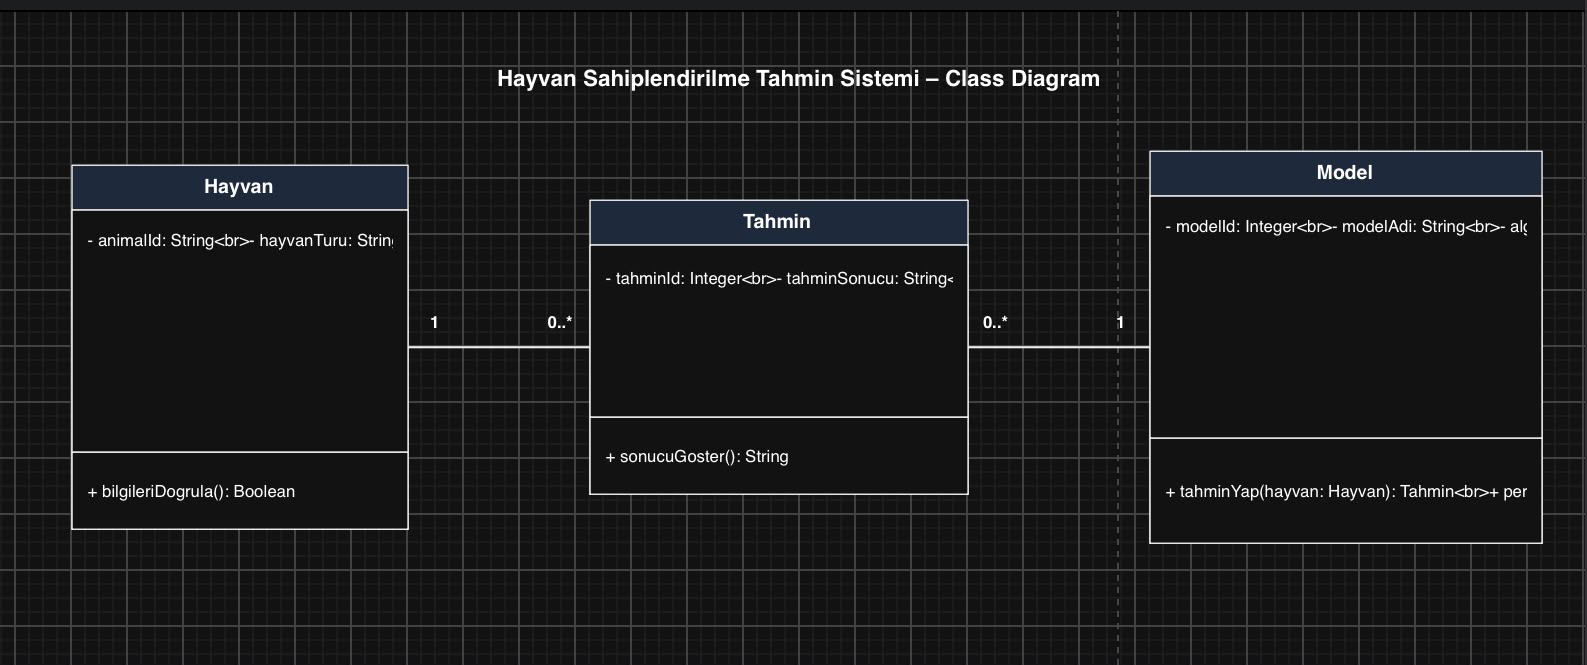 Hayvan Sahiplendirilme Tahmin Sistemi – Class Diagram
Hayvan
- animalId: String<br>- hayvanTuru: String
+ bilgileriDogrula(): Boolean
1
0..*
Tahmin
- tahminId: Integer<br>- tahminSonucu: String<
+ sonucuGoster(): String
0..*
1
Model
- modelId: Integer<br>- modelAdi: String<br>- alg
+ tahminYap(hayvan: Hayvan): Tahmin<br>+ per